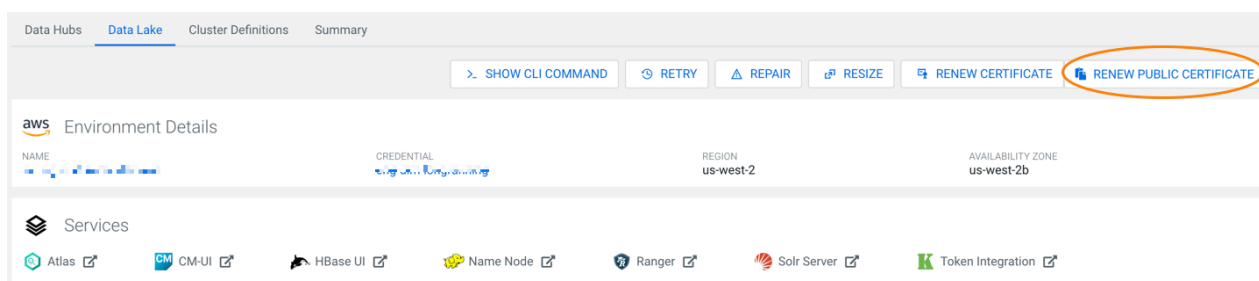 Data Hubs Data Lake Cluster Definitions Summary
>_ SHOW CLI COMMAND RETRY REPAIR RESIZE RENEW CERTIFICATE RENEW PUBLIC CERTIFICATE
aws Environment Details
NAME CREDENTIAL REGION AVAILABILITY ZONE
us-west-2 us-west-2b
Services
Atlas CM CM-UI HBase UI Name Node Ranger Solr Server Token Integration